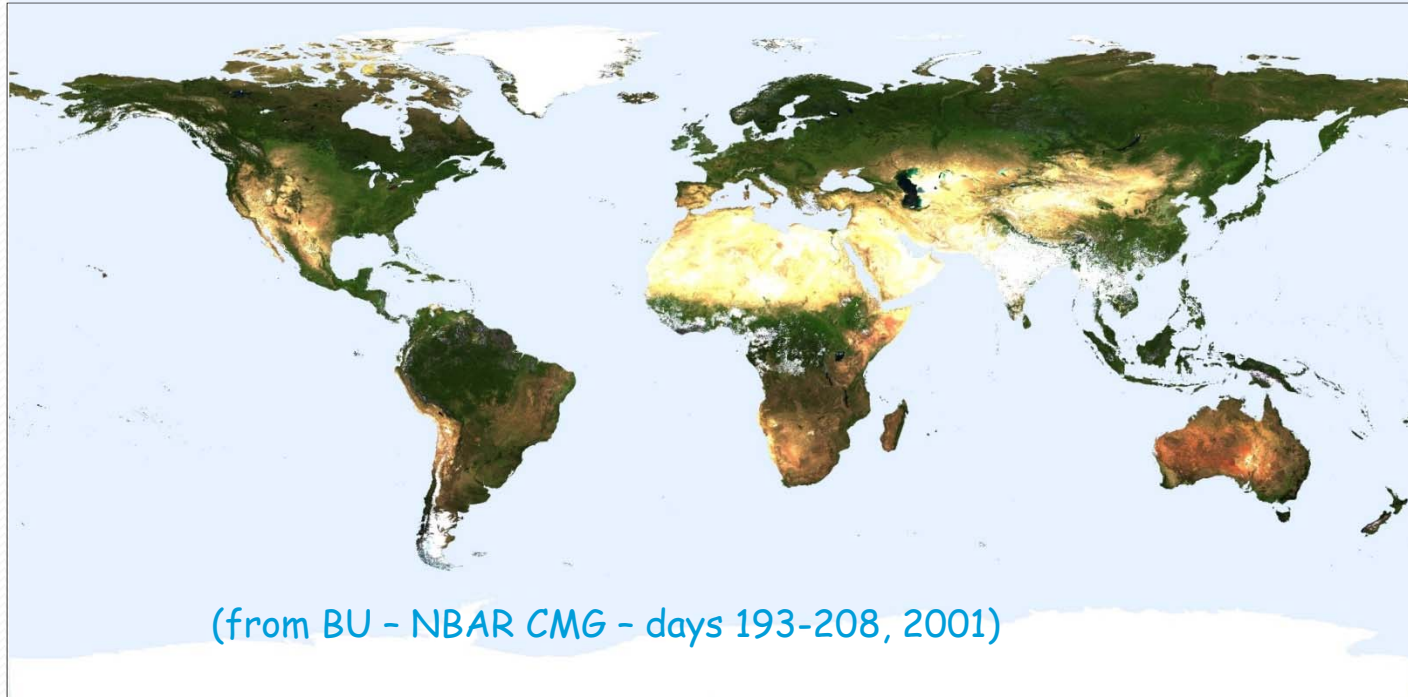 (from BU – NBAR CMG – days 193-208, 2001)